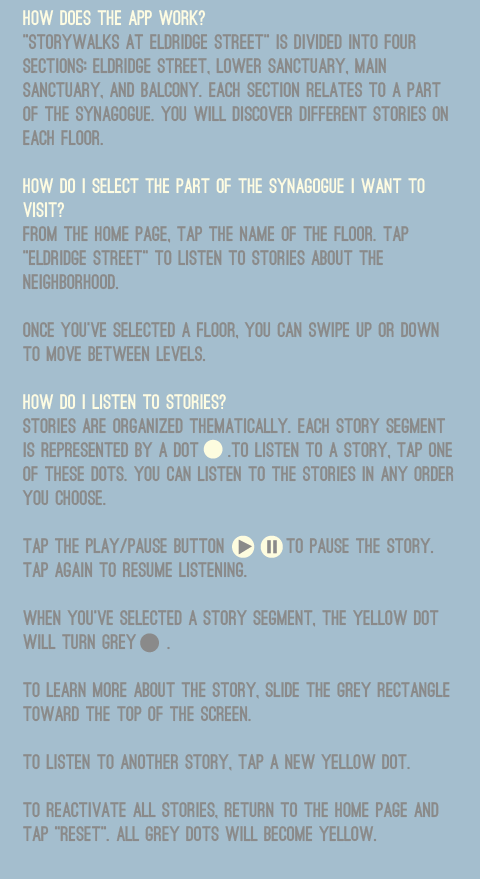 HOW DOES THE APP WORK?
"STORYWALKS AT ELDRIDGE STREET" IS DIVIDED INTO FOUR
SECTIONS: ELDRIDGE STREET, LOWER SANCTUARY, MAIN
SANCTUARY, AND BALCONY. EACH SECTION RELATES TO A PART
OF THE SYNAGOGUE. YOU WILL DISCOVER DIFFERENT STORIES ON
EACH FLOOR.
HOW DO I SELECT THE PART OF THE SYNAGOGUE I WANT TO
VISIT?
FROM THE HOME PAGE, TAP THE NAME OF THE FLOOR. TAP
"ELDRIDGE STREET" TO LISTEN TO STORIES ABOUT THE
NEIGHBORHOOD.
ONCE YOU'VE SELECTED A FLOOR, YOU CAN SWIPE UP OR DOWN
TO MOVE BETWEEN LEVELS.
HOW DO I LISTEN TO STORIES?
STORIES ARE ORGANIZED THEMATICALLY. EACH STORY SEGMENT
IS REPRESENTED BY A DOT .TO LISTEN TO A STORY, TAP ONE
OF THESE DOTS. YOU CAN LISTEN TO THE STORIES IN ANY ORDER
YOU CHOOSE.
TAP THE PLAY/PAUSE BUTTON TO PAUSE THE STORY.
TAP AGAIN TO RESUME LISTENING.
WHEN YOU'VE SELECTED A STORY SEGMENT, THE YELLOW DOT
WILL TURN GREY .
TO LEARN MORE ABOUT THE STORY, SLIDE THE GREY RECTANGLE
TOWARD THE TOP OF THE SCREEN.
TO LISTEN TO ANOTHER STORY, TAP A NEW YELLOW DOT.
TO REACTIVATE ALL STORIES, RETURN TO THE HOME PAGE AND
TAP "RESET". ALL GREY DOTS WILL BECOME YELLOW.